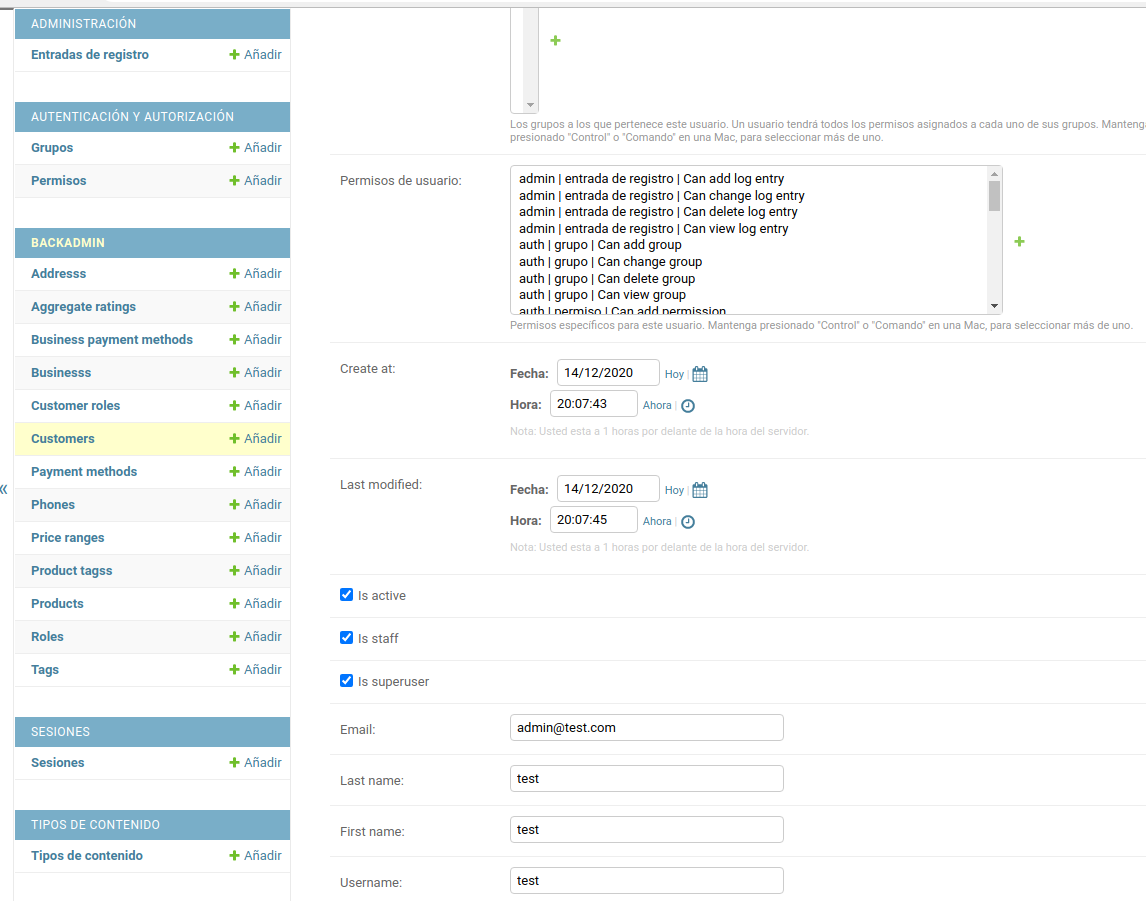 ADMINISTRACIÓN
Entradas de registro + Añadir
AUTENTICACIÓN Y AUTORIZACIÓN
Grupos + Añadir
Permisos + Añadir
BACKADMIN
Addresss + Añadir
Aggregate ratings + Añadir
Business payment methods + Añadir
Businesss + Añadir
Customer roles + Añadir
Customers + Añadir
Payment methods + Añadir
Phones + Añadir
Price ranges + Añadir
Product tagss + Añadir
Products + Añadir
Roles + Añadir
Tags + Añadir
SESIONES
Sesiones + Añadir
TIPOS DE CONTENIDO
Tipos de contenido + Añadir
«
+
Los grupos a los que pertenece este usuario. Un usuario tendrá todos los permisos asignados a cada uno de sus grupos. Mantenga
presionado "Control" o "Comando" en una Mac, para seleccionar más de uno.
Permisos de usuario:
admin | entrada de registro | Can add log entry
admin | entrada de registro | Can change log entry
admin | entrada de registro | Can delete log entry
admin | entrada de registro | Can view log entry
auth | grupo | Can add group
auth | grupo | Can change group
auth | grupo | Can delete group
auth | grupo | Can view group
auth | permiso | Can add permission
+
Permisos específicos para este usuario. Mantenga presionado "Control" o "Comando" en una Mac, para seleccionar más de uno.
Create at:
Fecha: 14/12/2020 Hoy |
Hora: 20:07:43 Ahora |
Nota: Usted esta a 1 horas por delante de la hora del servidor.
Last modified:
Fecha: 14/12/2020 Hoy |
Hora: 20:07:45 Ahora |
Nota: Usted esta a 1 horas por delante de la hora del servidor.
Is active
Is staff
Is superuser
Email: admin@test.com
Last name: test
First name: test
Username: test